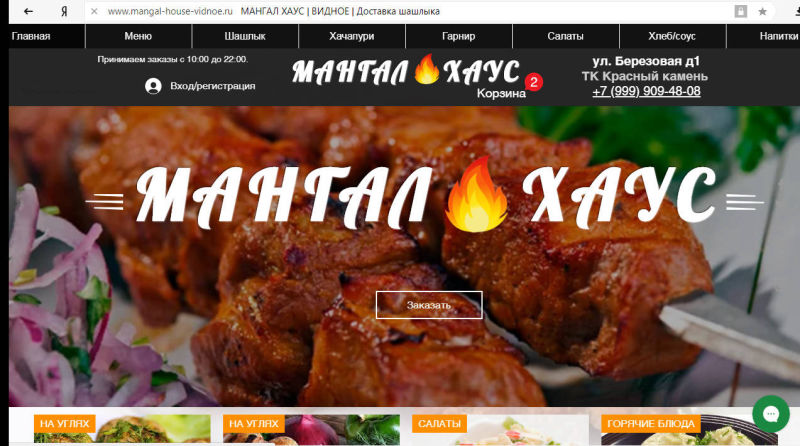 Я
www.mangal-house-vidnoe.ru МАНГАЛ ХАУС | ВИДНОЕ | Доставка шашлыка
Главная Меню Шашлык Хачапури Гарнир Салаты Хлеб/соус Напитки
Принимаем заказы с 10:00 до 22:00.
Вход/регистрация
МАНГАЛ ХАУС
Корзина 2
ул. Березовая д1
ТК Красный камень
+7 (999) 909-48-08
МАНГАЛ ХАУС
Заказать
НА УГЛЯХ НА УГЛЯХ САЛАТЫ ГОРЯЧИЕ БЛЮДА